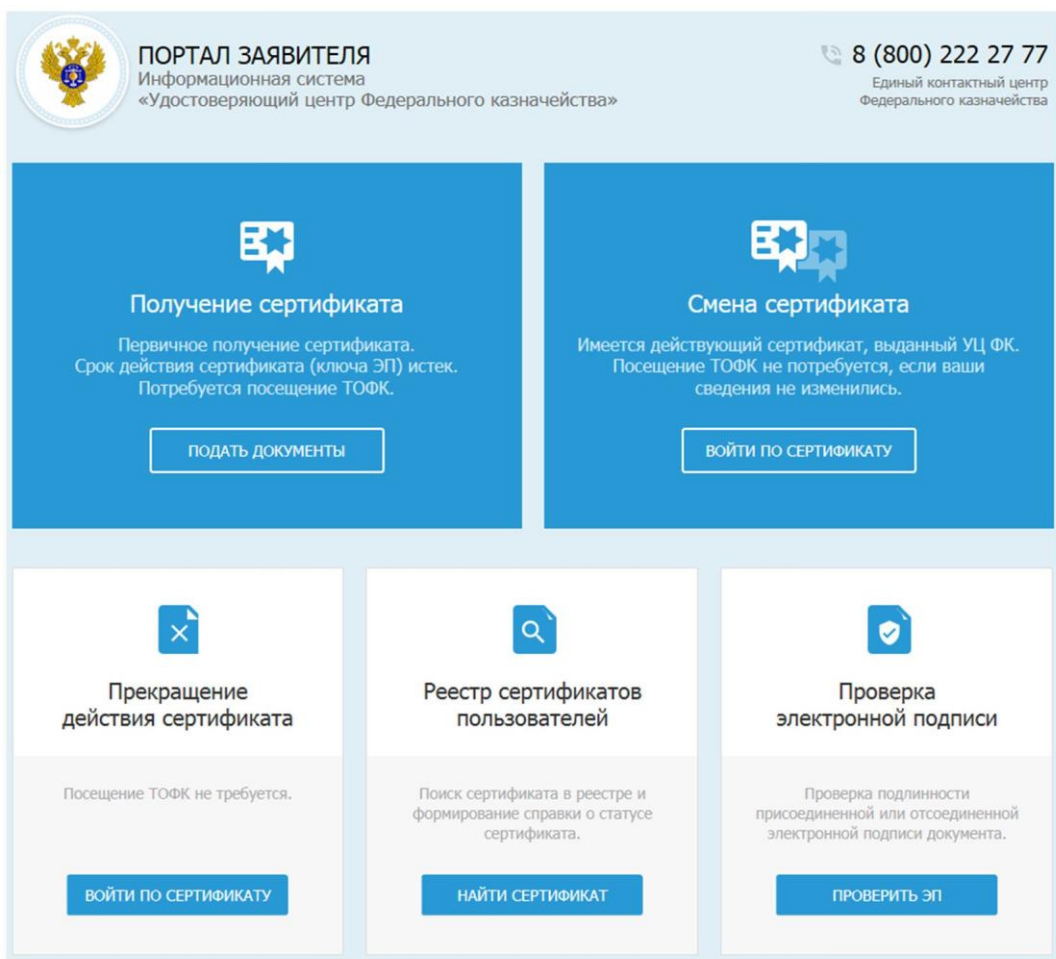 ПОРТАЛ ЗАЯВИТЕЛЯ
Информационная система
«Удостоверяющий центр Федерального казначейства»
8 (800) 222 27 77
Единый контактный центр
Федерального казначейства
Получение сертификата
Первичное получение сертификата.
Срок действия сертификата (ключа ЭП) истек.
Потребуется посещение ТОФК.
ПОДАТЬ ДОКУМЕНТЫ
Смена сертификата
Имеется действующий сертификат, выданный УЦ ФК.
Посещение ТОФК не потребуется, если ваши
сведения не изменились.
ВОЙТИ ПО СЕРТИФИКАТУ
Прекращение
действия сертификата
Посещение ТОФК не требуется.
ВОЙТИ ПО СЕРТИФИКАТУ
Реестр сертификатов
пользователей
Поиск сертификата в реестре и
формирование справки о статусе
сертификата.
НАЙТИ СЕРТИФИКАТ
Проверка
электронной подписи
Проверка подлинности
присоединенной или отсоединенной
электронной подписи документа.
ПРОВЕРИТЬ ЭП